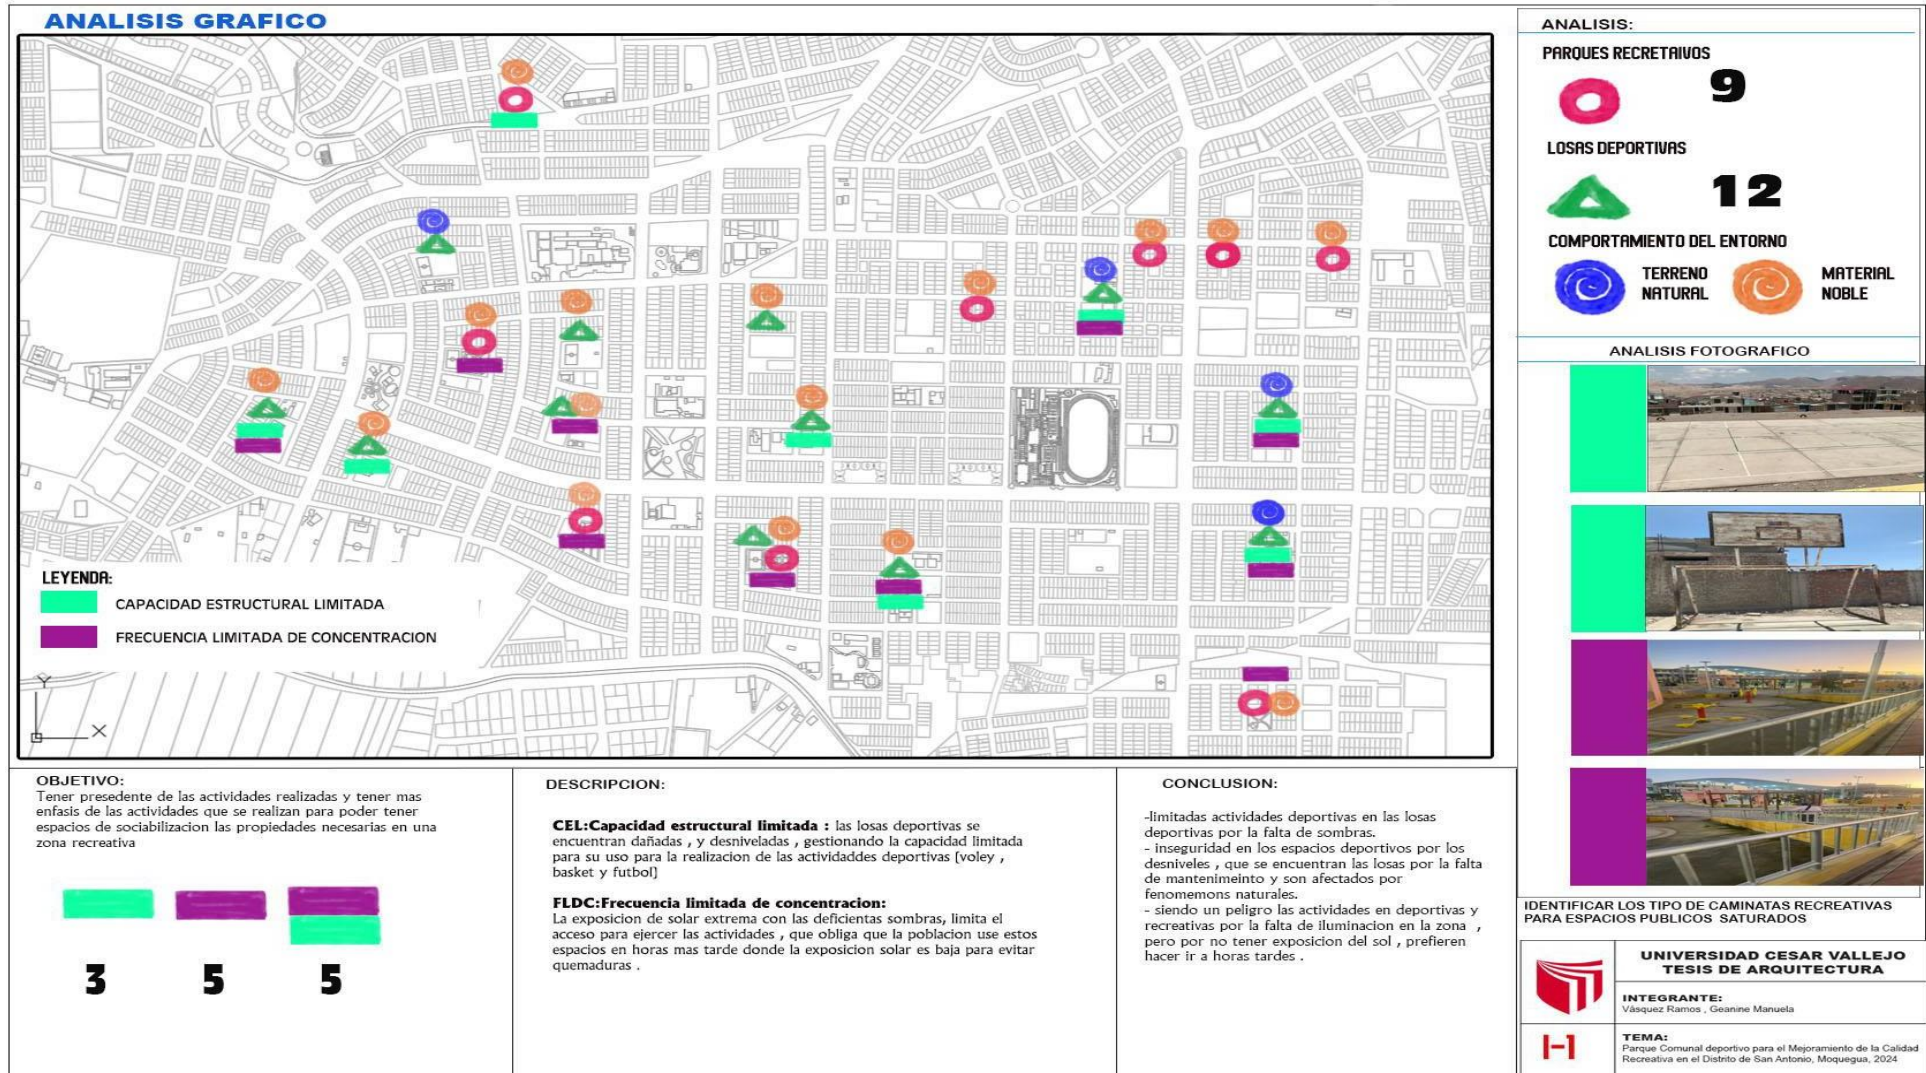 ANALISIS GRAFICO
LEYENDA:
CAPACIDAD ESTRUCTURAL LIMITADA
FRECUENCIA LIMITADA DE CONCENTRACION
Y
X
ANALISIS:
PARQUES RECRETAIVOS
9
LOSAS DEPORTIVAS
12
COMPORTAMIENTO DEL ENTORNO
TERRENO
NATURAL
MATERIAL
NOBLE
ANALISIS FOTOGRAFICO
IDENTIFICAR LOS TIPO DE CAMINATAS RECREATIVAS
PARA ESPACIOS PUBLICOS SATURADOS
OBJETIVO:
Tener presedente de las actividades realizadas y tener mas
enfasis de las actividades que se realizan para poder tener
espacios de sociabilizacion las propiedades necesarias en una
zona recreativa
3 5 5
DESCRIPCION:
CEL:Capacidad estructural limitada : las losas deportivas se
encuentran dañadas , y desniveladas , gestionando la capacidad limitada
para su uso para la realizacion de las actividaddes deportivas [voley ,
basket y futbol]
FLDC:Frecuencia limitada de concentracion:
La exposicion de solar extrema con las deficientas sombras, limita el
acceso para ejercer las actividades , que obliga que la poblacion use estos
espacios en horas mas tarde donde la exposicion solar es baja para evitar
quemaduras .
CONCLUSION:
-limitadas actividades deportivas en las losas
deportivas por la falta de sombras.
- inseguridad en los espacios deportivos por los
desniveles , que se encuentran las losas por la falta
de mantenimeinto y son afectados por
fenomemons naturales.
- siendo un peligro las actividades en deportivas y
recreativas por la falta de iluminacion en la zona ,
pero por no tener exposicion del sol , prefieren
hacer ir a horas tardes .
UNIVERSIDAD CESAR VALLEJO
TESIS DE ARQUITECTURA
INTEGRANTE:
Vàsquez Ramos , Geanine Manuela
I-1
TEMA:
Parque Comunal deportivo para el Mejoramiento de la Calidad
Recreativa en el Distrito de San Antonio, Moquegua, 2024